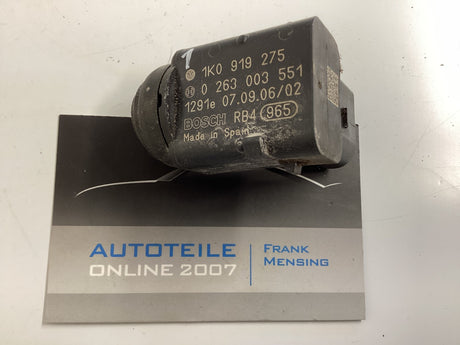 1K0 919 275
0 263 003 551
1291e 07.09.06/02
BOSCH RB4 965
Made in Spain
AUTOTEILE
ONLINE 2007
FRANK
MENSING